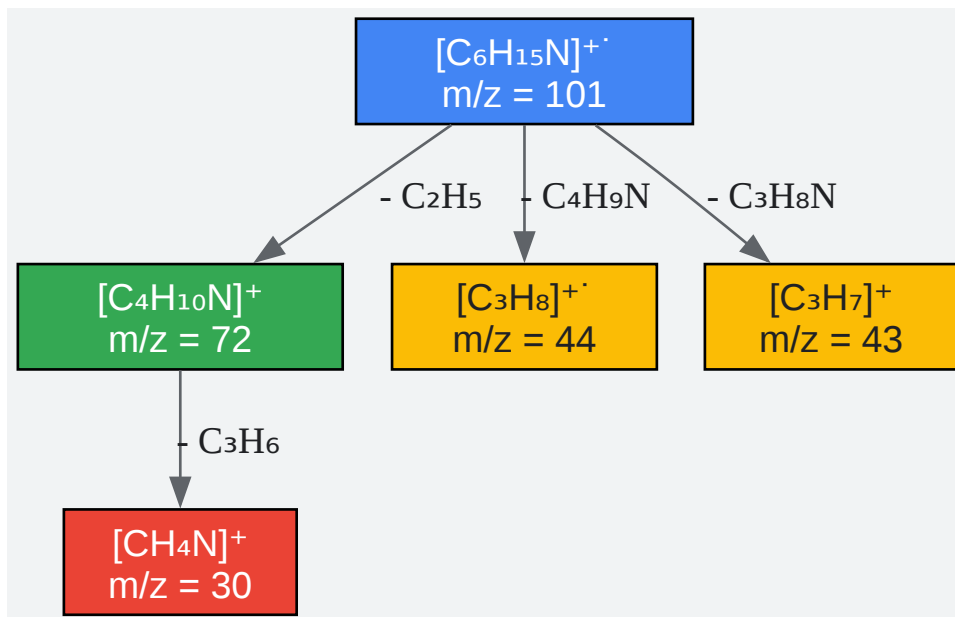 [C₆H₁₅N]⁺˙
m/z = 101
- C₂H₅
- C₄H₉N
- C₃H₈N
[C₄H₁₀N]⁺
m/z = 72
[C₃H₈]⁺˙
m/z = 44
[C₃H₇]⁺
m/z = 43
- C₃H₆
[CH₄N]⁺
m/z = 30